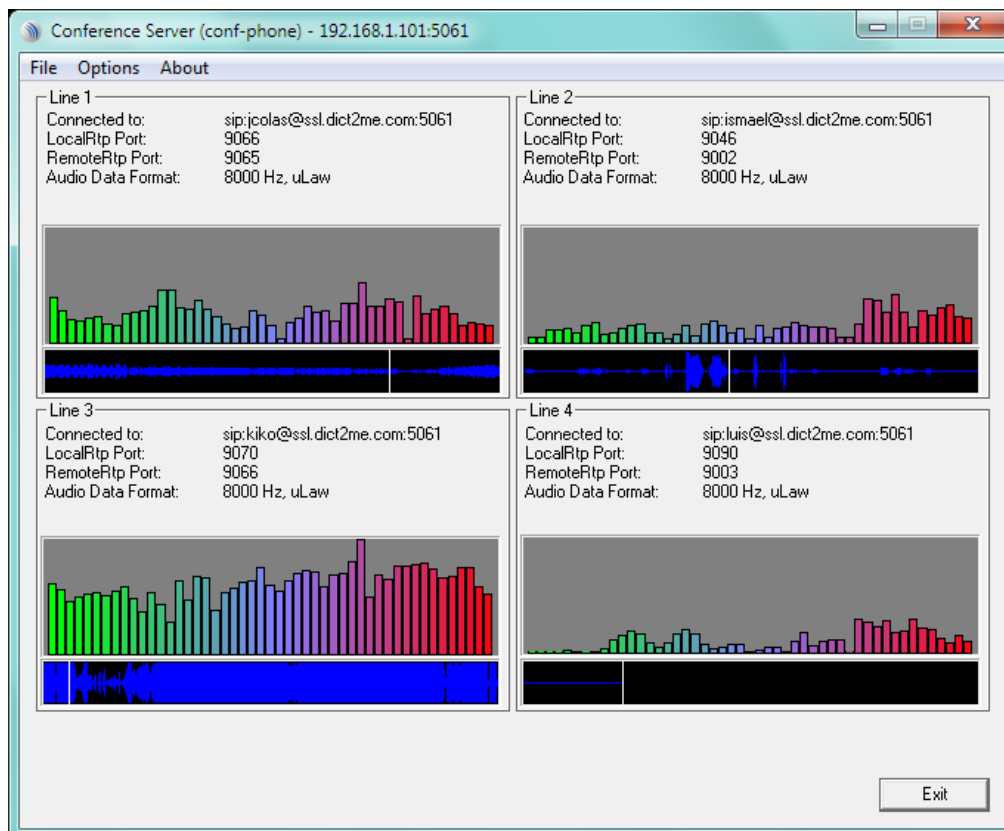 Conference Server (conf-phone) - 192.168.1.101:5061
File Options About
Line 1
Connected to: sip:jcolas@ssl.dict2me.com:5061
LocalRtp Port: 9066
RemoteRtp Port: 9065
Audio Data Format: 8000 Hz, uLaw
Line 2
Connected to: sip:ismael@ssl.dict2me.com:5061
LocalRtp Port: 9046
RemoteRtp Port: 9002
Audio Data Format: 8000 Hz, uLaw
Line 3
Connected to: sip:kiko@ssl.dict2me.com:5061
LocalRtp Port: 9070
RemoteRtp Port: 9066
Audio Data Format: 8000 Hz, uLaw
Line 4
Connected to: sip:luis@ssl.dict2me.com:5061
LocalRtp Port: 9090
RemoteRtp Port: 9003
Audio Data Format: 8000 Hz, uLaw
Exit